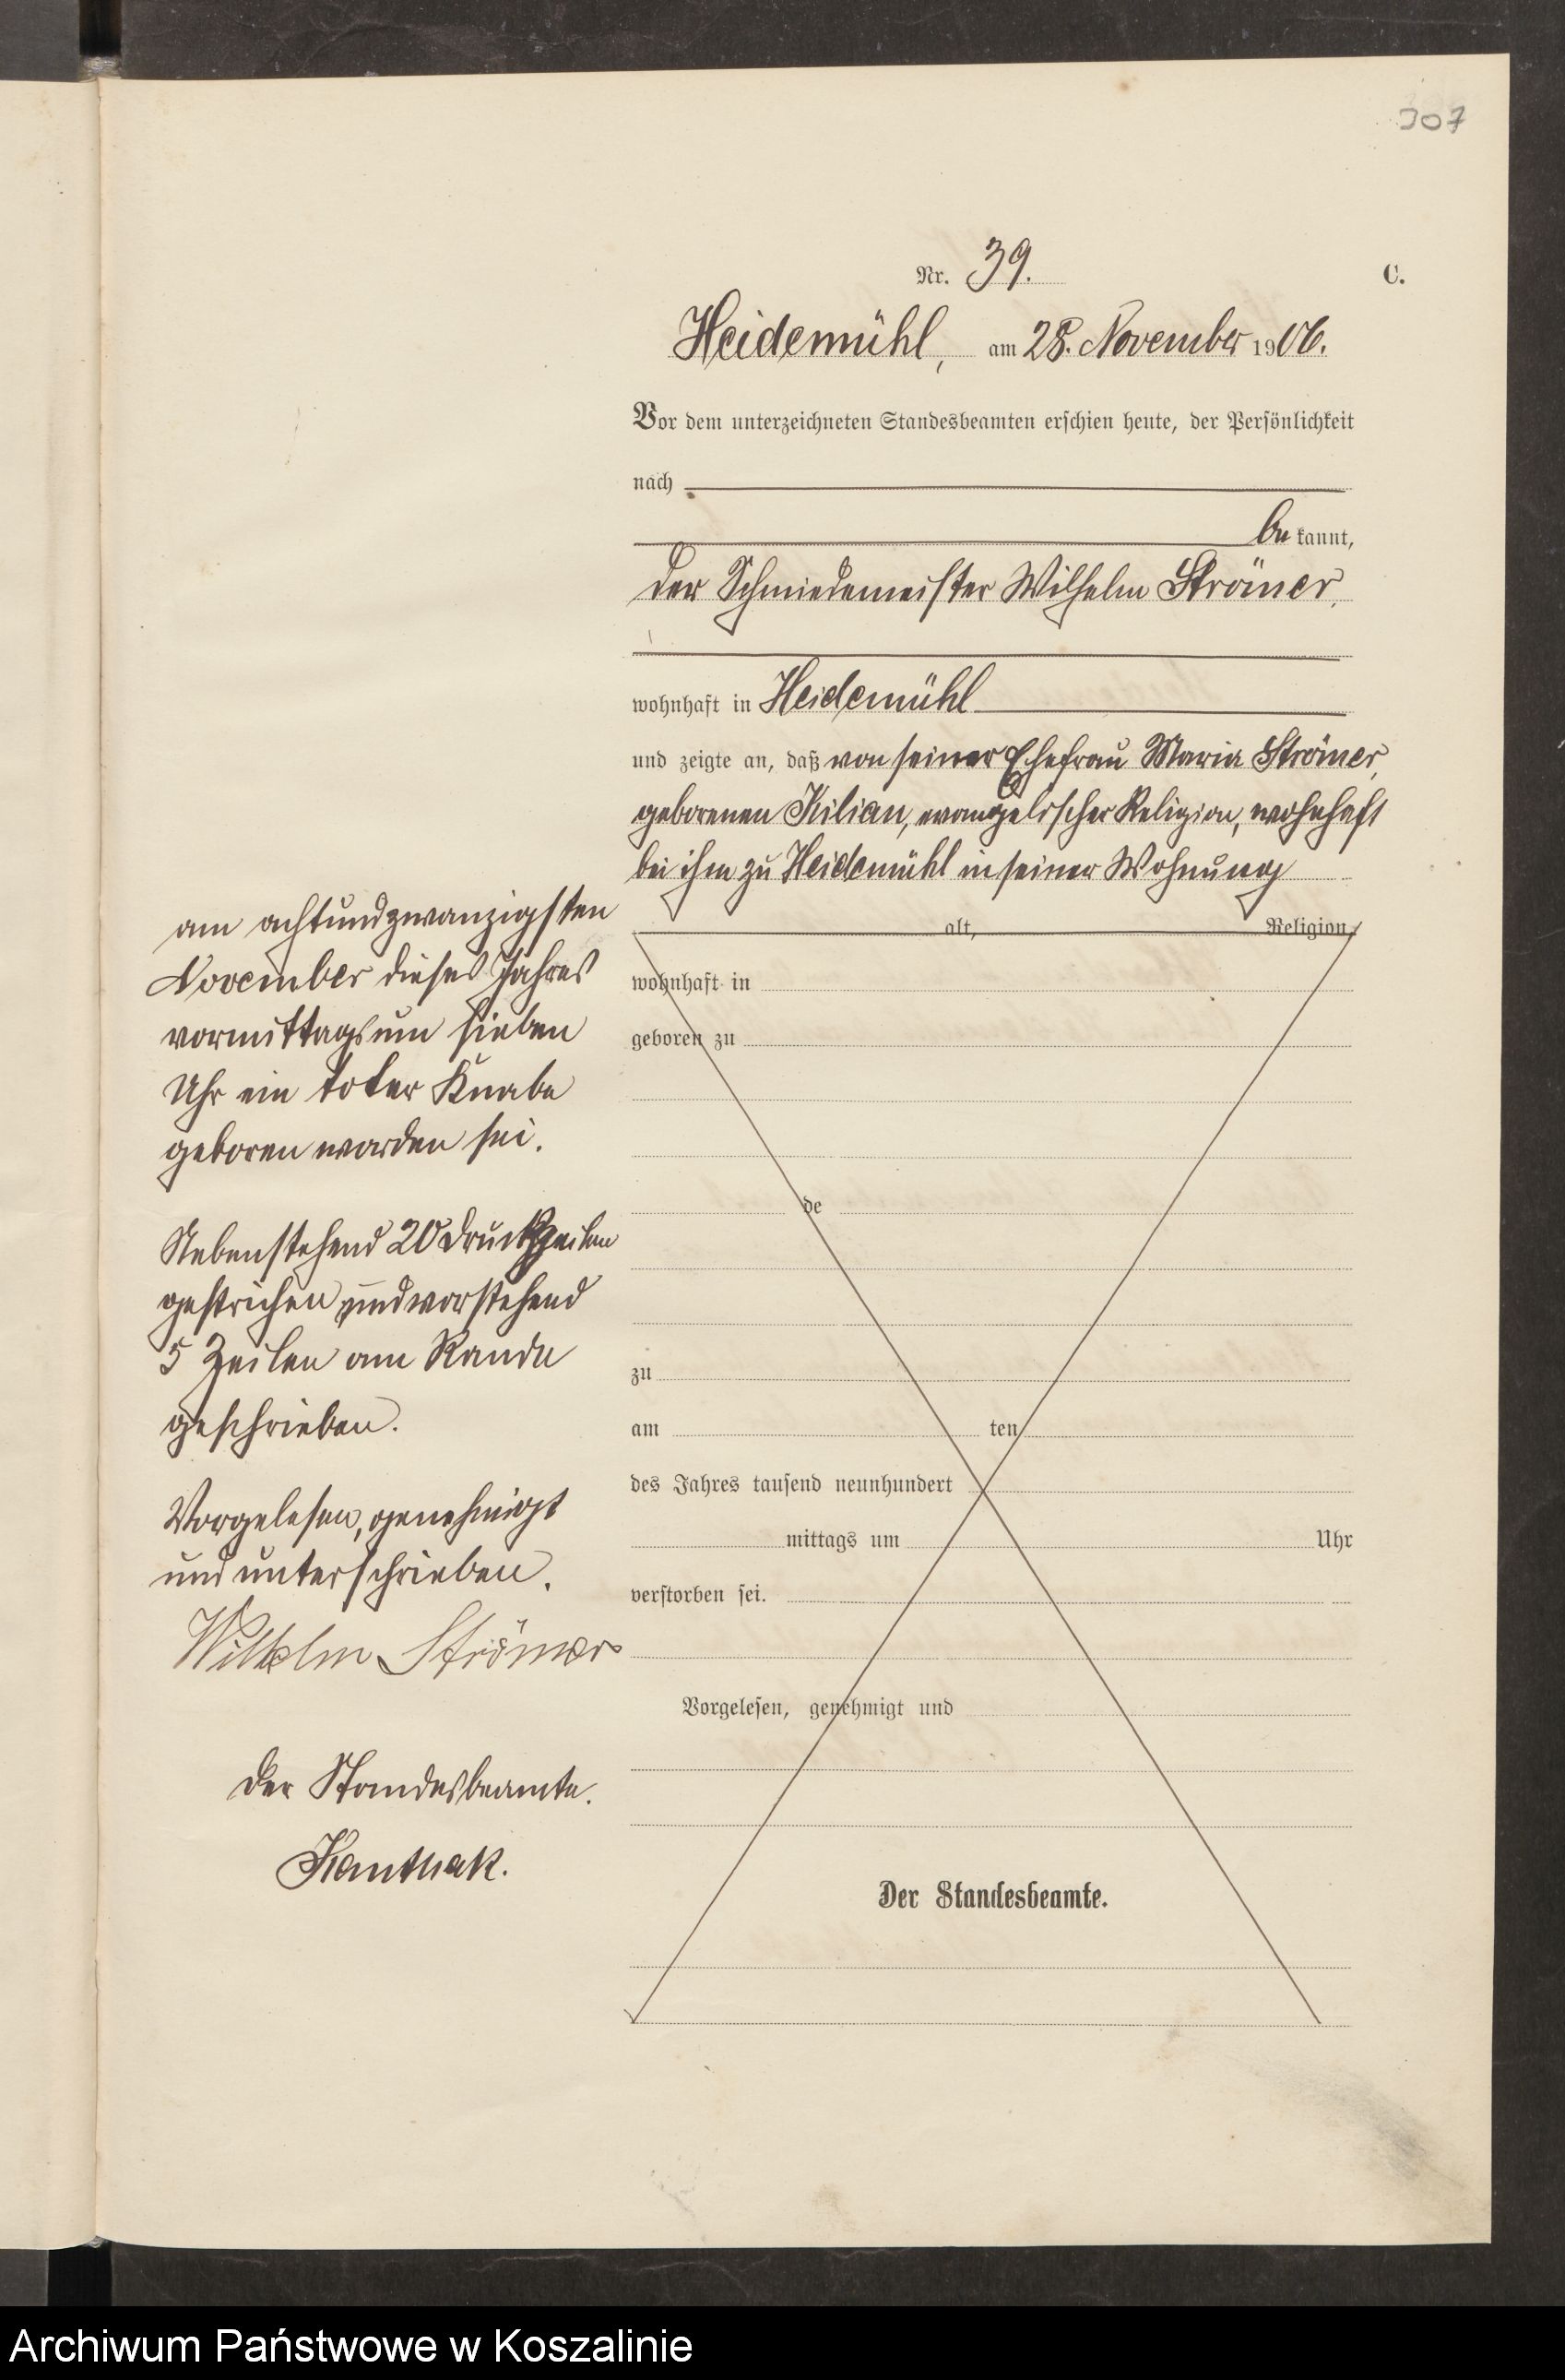 307
Nr. 39. C.
Heidemühl, am 28. November 1906.
Vor dem unterzeichneten Standesbeamten erschien heute, der Persönlichkeit
nach
be kannt,
der Schmiedemeister Wilhelm Strömer,
wohnhaft in Heidemühl
und zeigte an, daß von seiner Ehefrau Maria Strömer,
geborenen Kilian, evangelischer Religion, wohnhaft
bei ihm zu Heidemühl in seiner Wohnung
am achtundzwanzigsten
November dieses Jahres
vormittags um sieben
Uhr ein toter Knabe
geboren worden sei.
Nebenstehend 20 Druckzeilen
gestrichen und vorstehend
5 Zeilen am Rande
geschrieben.
Vorgelesen, genehmigt
und unterschrieben.
Wilhelm Strömer
Der Standesbeamte.
Kanthak.
alt, Religion,
wohnhaft in
geboren zu
de
zu
am ten
des Jahres tausend neunhundert
mittags um Uhr
verstorben sei.
Vorgelesen, genehmigt und
Der Standesbeamte.
Archiwum Państwowe w Koszalinie